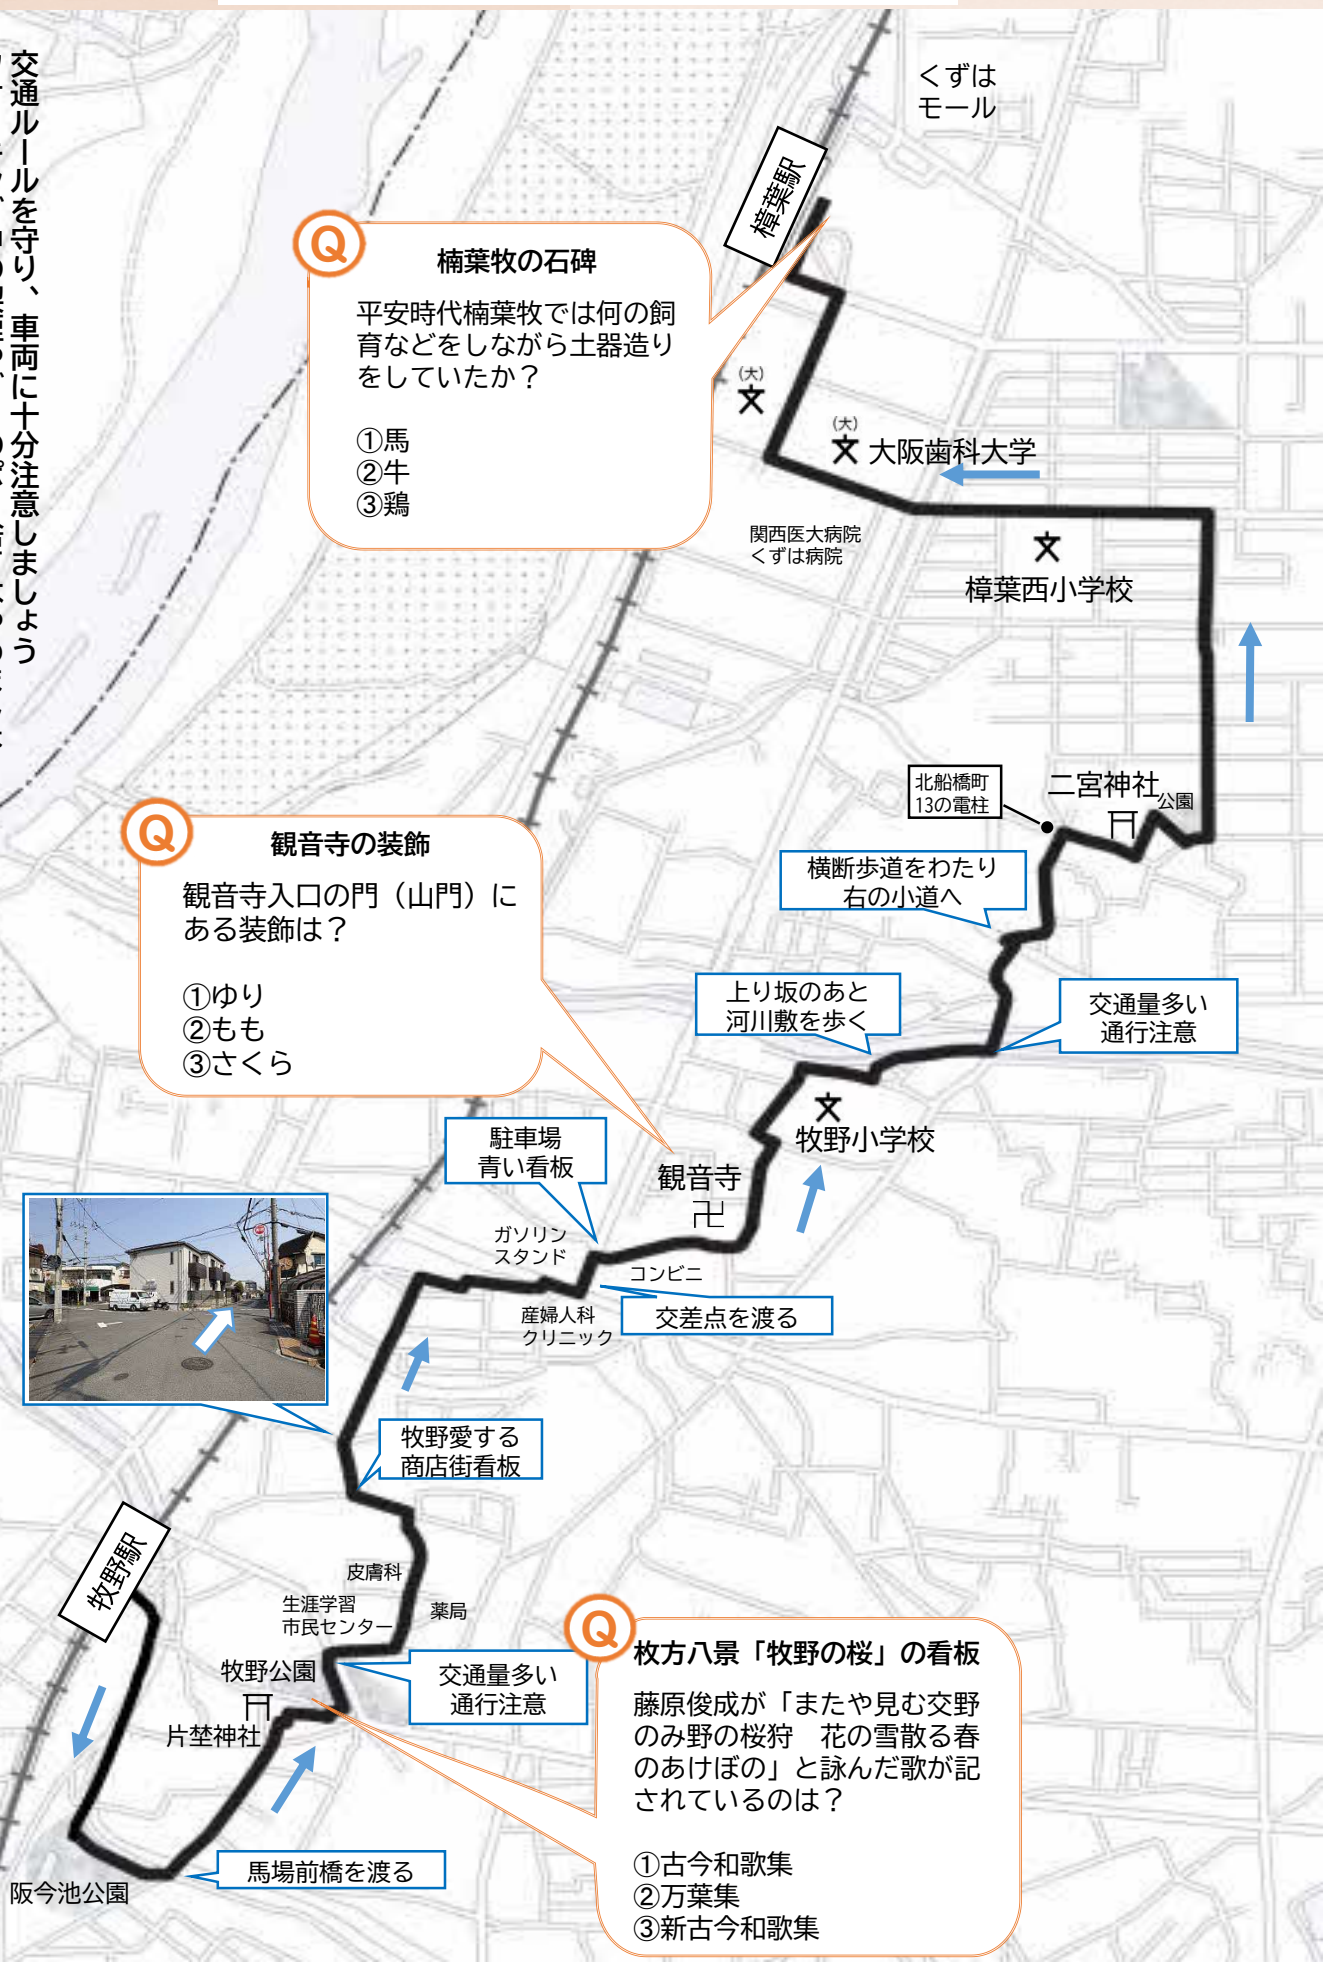 交通ルールを守り、車両に十分注意しましょう
くずは
モール
樟葉駅
Q
楠葉牧の石碑
平安時代楠葉牧では何の飼
育などをしながら土器造り
をしていたか？
①馬
②牛
③鶏
(大)
文
(大)
文 大阪歯科大学
関西医大病院
くずは病院
文
樟葉西小学校
北船橋町
13の電柱
二宮神社
公園
横断歩道をわたり
右の小道へ
Q
観音寺の装飾
観音寺入口の門（山門）に
ある装飾は？
①ゆり
②もも
③さくら
上り坂のあと
河川敷を歩く
交通量多い
通行注意
文
牧野小学校
駐車場
青い看板
観音寺
卍
ガソリン
スタンド
コンビニ
産婦人科
クリニック
交差点を渡る
牧野愛する
商店街看板
牧野駅
皮膚科
生涯学習
市民センター
薬局
牧野公園
片埜神社
交通量多い
通行注意
Q
枚方八景「牧野の桜」の看板
藤原俊成が「またや見む交野
のみ野の桜狩　花の雪散る春
のあけぼの」と詠んだ歌が記
されているのは？
①古今和歌集
②万葉集
③新古今和歌集
馬場前橋を渡る
阪今池公園